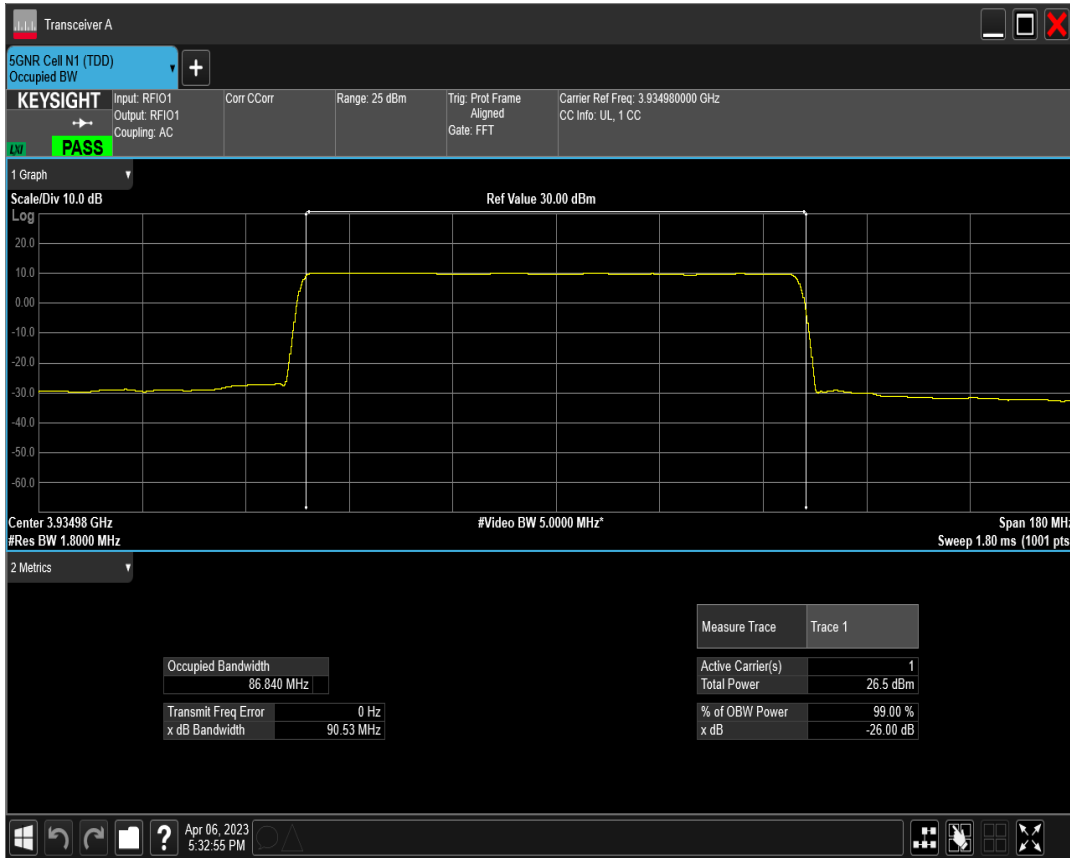 Transceiver A
5GNR Cell N1 (TDD)
Occupied BW
+
KEYSIGHT
LXI
PASS
Input: RFIO1
Output: RFIO1
Coupling: AC
Corr CCorr
Range: 25 dBm
Trig: Prot Frame
Aligned
Gate: FFT
Carrier Ref Freq: 3.934980000 GHz
CC Info: UL, 1 CC
1 Graph
Scale/Div 10.0 dB
Ref Value 30.00 dBm
Log
20.0
10.0
0.00
-10.0
-20.0
-30.0
-40.0
-50.0
-60.0
Center 3.93498 GHz
#Video BW 5.0000 MHz*
Span 180 MHz
#Res BW 1.8000 MHz
Sweep 1.80 ms (1001 pts
2 Metrics
Measure Trace Trace 1
Occupied Bandwidth
86.840 MHz
Active Carrier(s) 1
Total Power 26.5 dBm
Transmit Freq Error 0 Hz
x dB Bandwidth 90.53 MHz
% of OBW Power 99.00 %
x dB -26.00 dB
?
Apr 06, 2023
5:32:55 PM